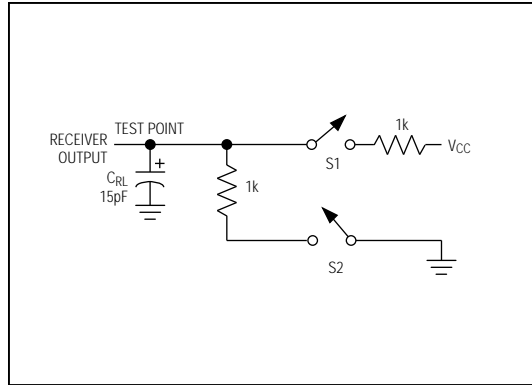 TEST POINT
RECEIVER
OUTPUT
+
CRL
15pF
1k
S1
1k
VCC
S2